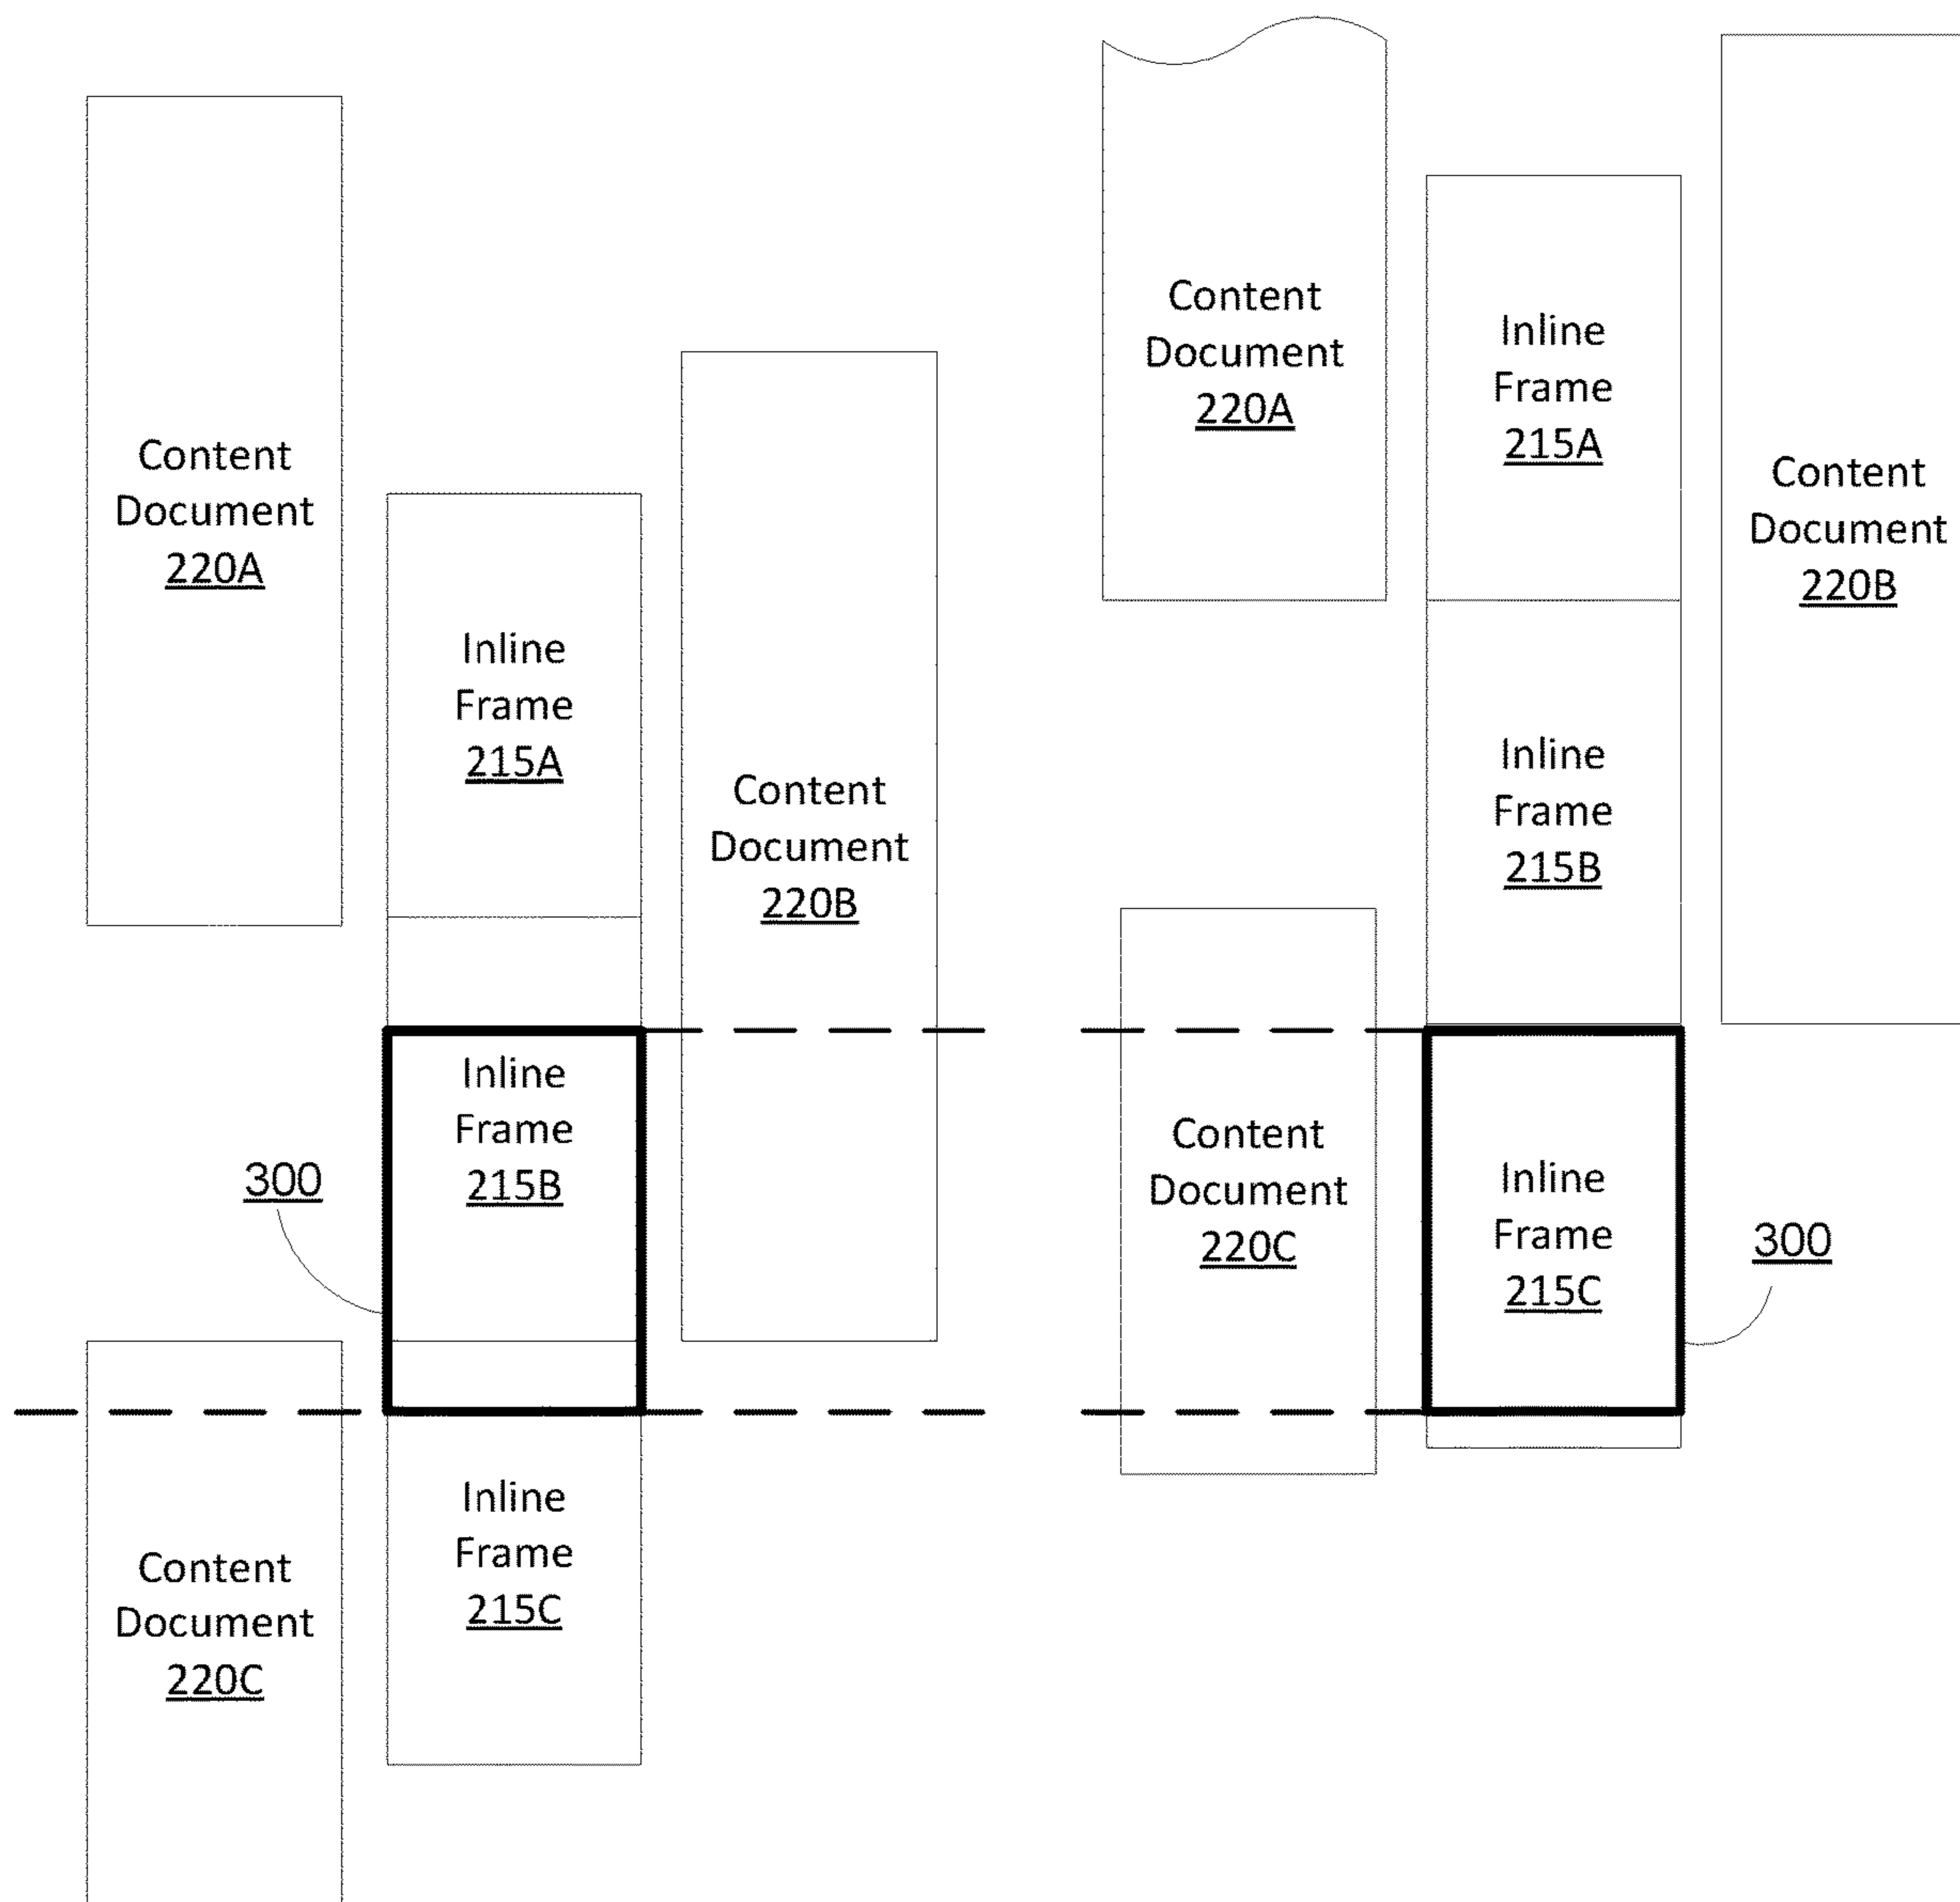 Content
Document
220A
Inline
Frame
215A
Content
Document
220B
Inline
Frame
215B
300
Inline
Frame
215C
Content
Document
220C
Content
Document
220A
Inline
Frame
215A
Content
Document
220B
Inline
Frame
215B
Content
Document
220C
Inline
Frame
215C
300